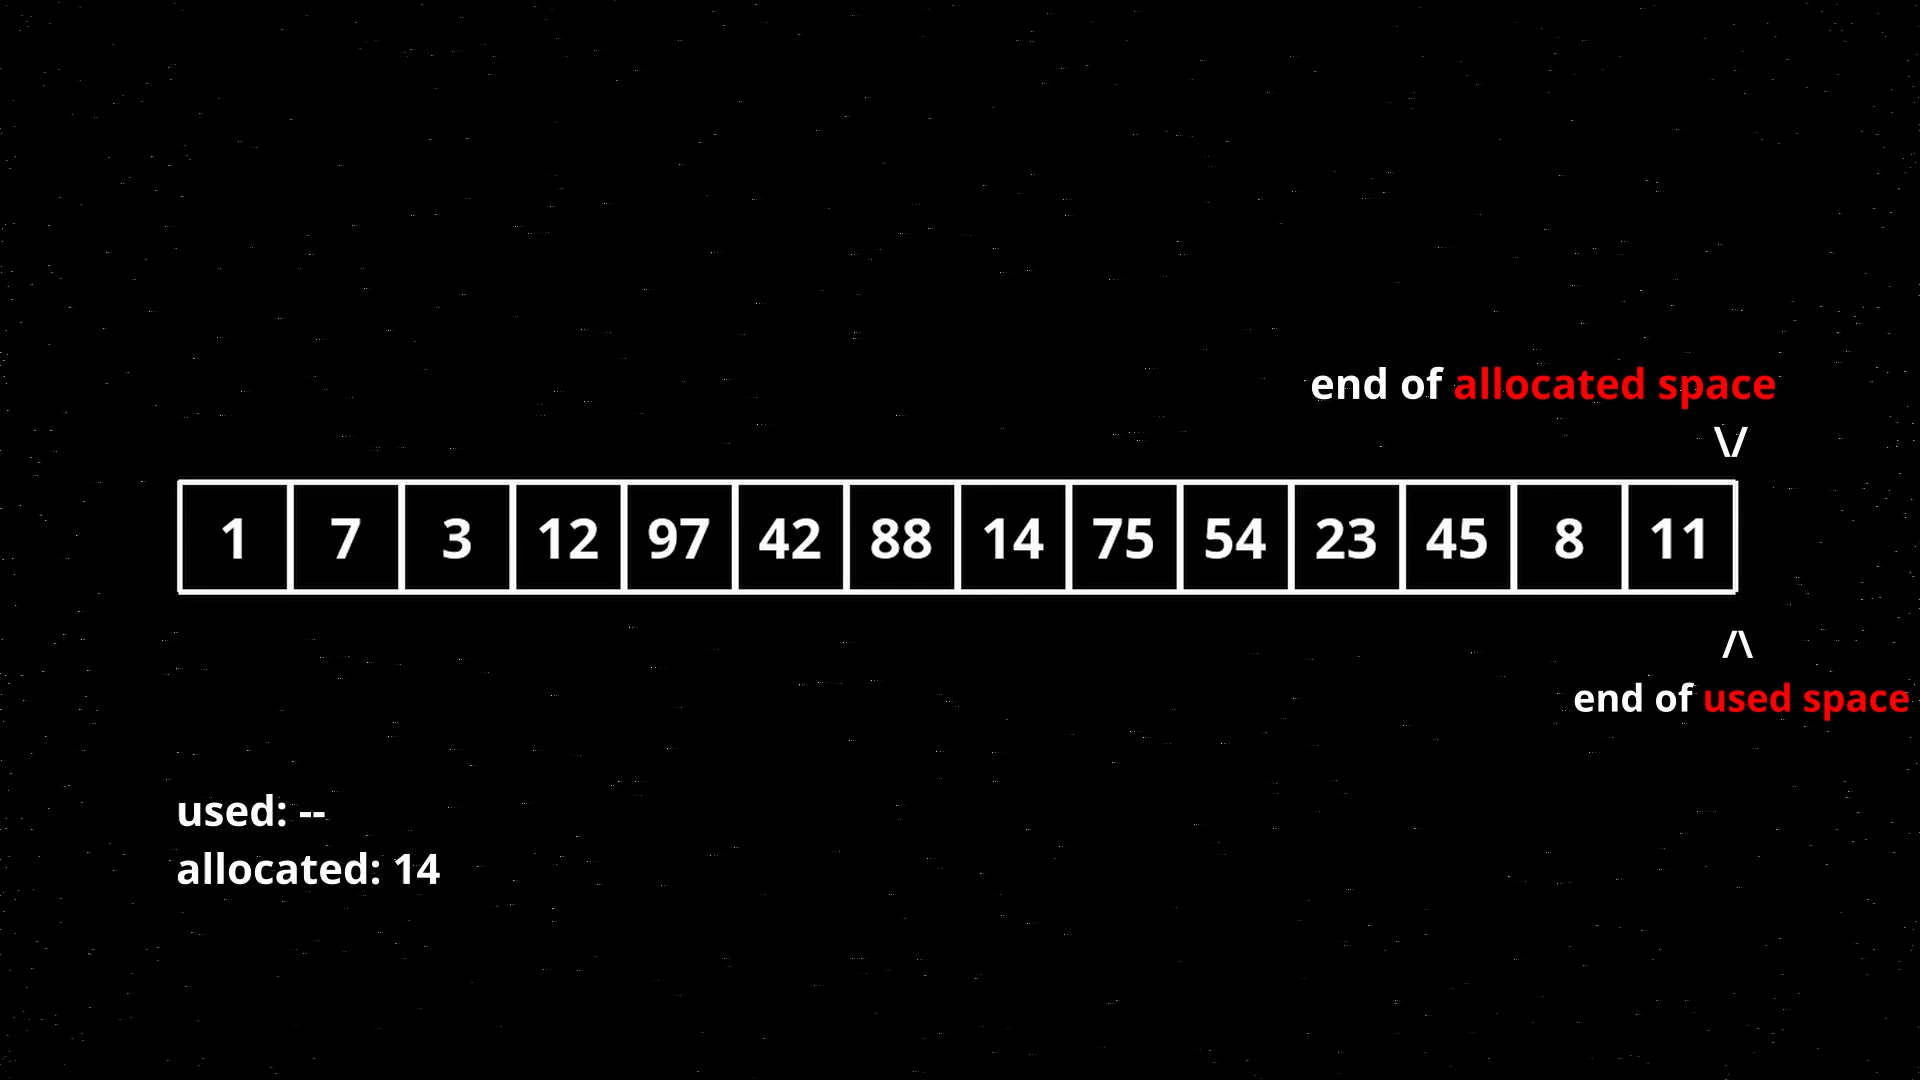 end of allocated space
\/
1 7 3 12 97 42 88 14 75 54 23 45 8 11
/\
end of used space
used: --
allocated: 14